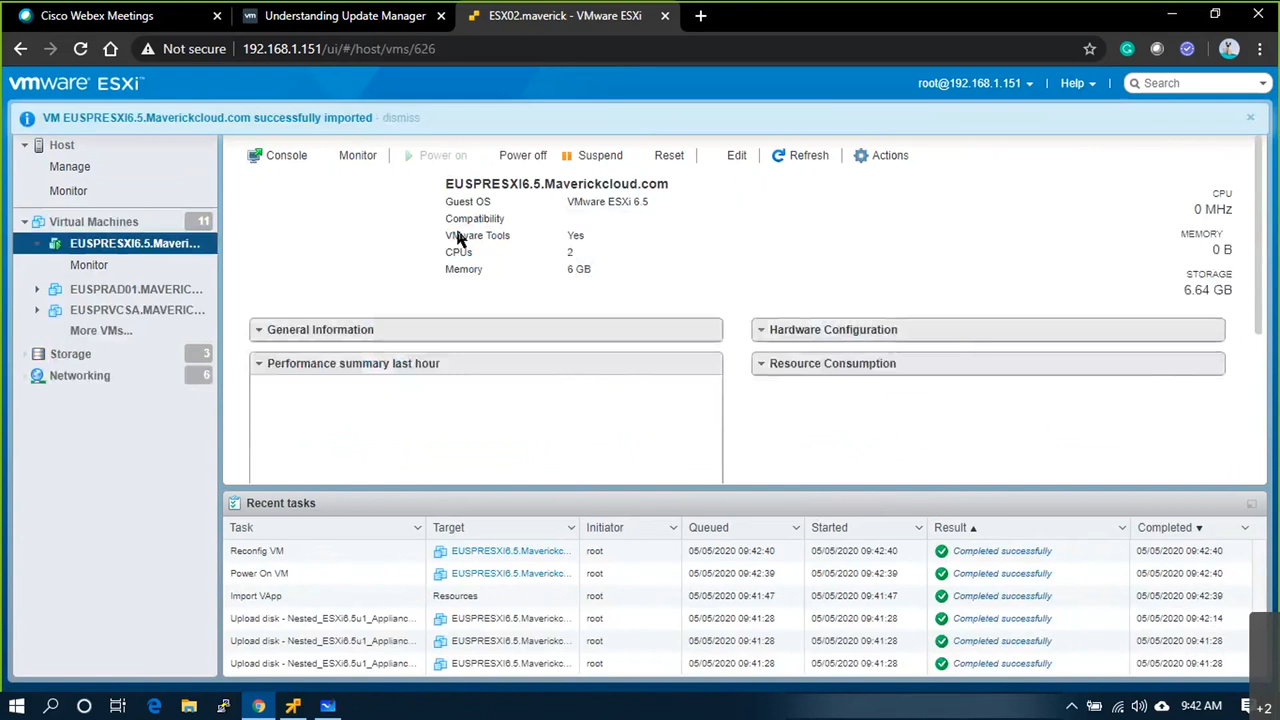 Cisco Webex Meetings
Understanding Update Manager
ESX02.maverick - VMware ESXi
Not secure
192.168.1.151/ui/#/host/vms/626
vmware ESXi™
root@192.168.1.151
Help
Search
VM EUSPRESXI6.5.Maverickcloud.com successfully imported - dismiss
Host
Manage
Monitor
Virtual Machines 11
EUSPRESXI6.5.Maveri...
Monitor
EUSPRAD01.MAVERIC...
EUSPRVCSA.MAVERIC...
More VMs...
Storage 3
Networking 6
Console
Monitor
Power on
Power off
Suspend
Reset
Edit
Refresh
Actions
EUSPRESXI6.5.Maverickcloud.com
Guest OS VMware ESXi 6.5
Compatibility
VMware Tools Yes
CPUs 2
Memory 6 GB
CPU
0 MHz
MEMORY
0 B
STORAGE
6.64 GB
General Information
Hardware Configuration
Performance summary last hour
Resource Consumption
Recent tasks
Task Target Initiator Queued Started Result Completed
Reconfig VM EUSPRESXI6.5.Maverickc... root 05/05/2020 09:42:40 05/05/2020 09:42:40 Completed successfully 05/05/2020 09:42:40
Power On VM EUSPRESXI6.5.Maverickc... root 05/05/2020 09:42:39 05/05/2020 09:42:39 Completed successfully 05/05/2020 09:42:40
Import VApp Resources root 05/05/2020 09:41:47 05/05/2020 09:41:47 Completed successfully 05/05/2020 09:42:39
Upload disk - Nested_ESXi6.5u1_Applianc... EUSPRESXI6.5.Maverickc... root 05/05/2020 09:41:28 05/05/2020 09:41:28 Completed successfully 05/05/2020 09:42:14
Upload disk - Nested_ESXi6.5u1_Applianc... EUSPRESXI6.5.Maverickc... root 05/05/2020 09:41:28 05/05/2020 09:41:28 Completed successfully 05/05/2020 09:41:28
Upload disk - Nested_ESXi6.5u1_Applianc... EUSPRESXI6.5.Maverickc... root 05/05/2020 09:41:28 05/05/2020 09:41:28 Completed successfully 05/05/2020 09:41:28
9:42 AM
+2